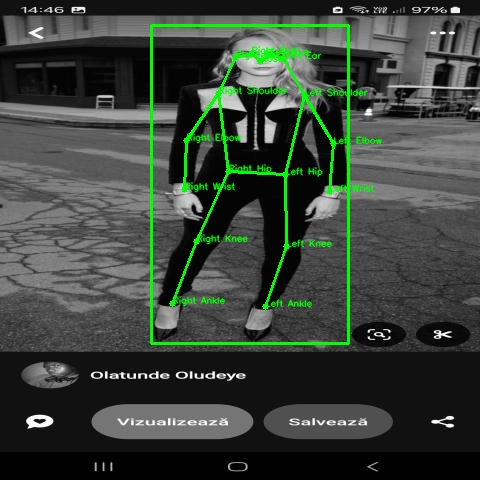 14:46
97%
Ear
Right Shoulder
Left Shoulder
Right Elbow
Left Elbow
Right Hip
Left Hip
Right Wrist
Left Wrist
Right Knee
Left Knee
Right Ankle
Left Ankle
Olatunde Oludeye
Vizualizează
Salvează